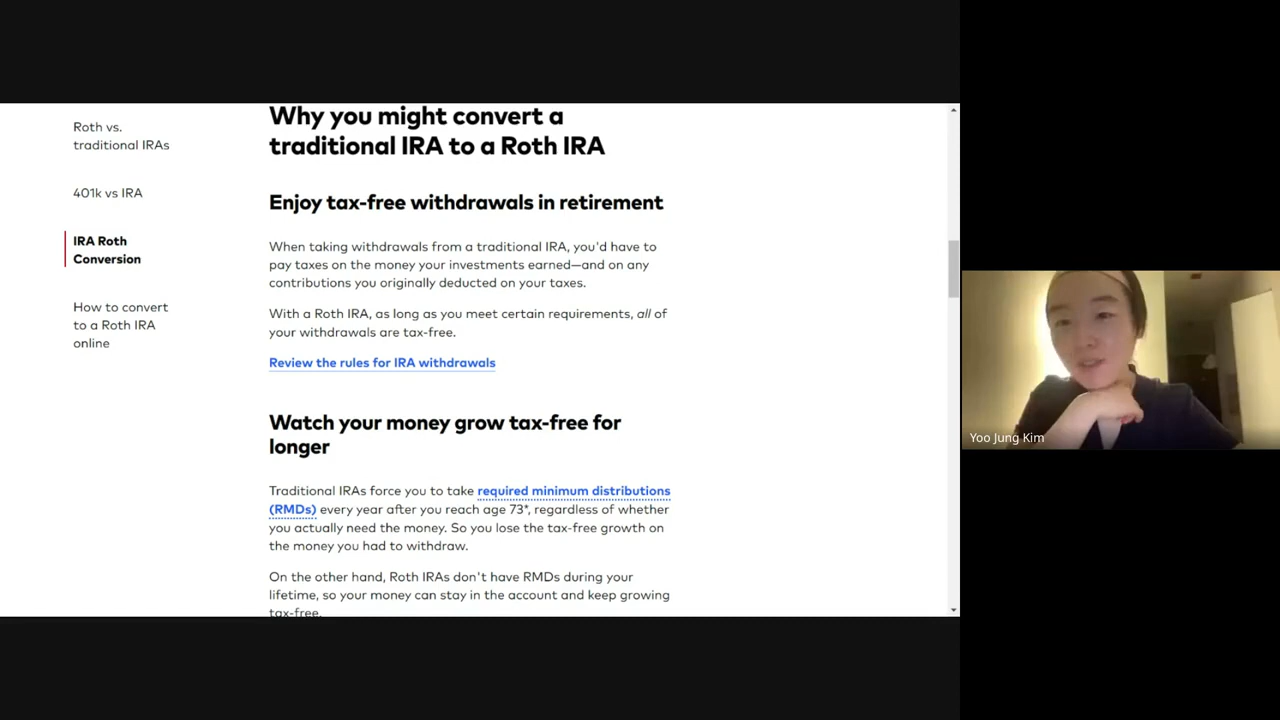 Roth vs.
traditional IRAs
401k vs IRA
IRA Roth
Conversion
How to convert
to a Roth IRA
online
Why you might convert a
traditional IRA to a Roth IRA
Enjoy tax-free withdrawals in retirement
When taking withdrawals from a traditional IRA, you'd have to
pay taxes on the money your investments earned—and on any
contributions you originally deducted on your taxes.
With a Roth IRA, as long as you meet certain requirements, all of
your withdrawals are tax-free.
Review the rules for IRA withdrawals
Watch your money grow tax-free for
longer
Traditional IRAs force you to take required minimum distributions
(RMDs) every year after you reach age 73*, regardless of whether
you actually need the money. So you lose the tax-free growth on
the money you had to withdraw.
On the other hand, Roth IRAs don't have RMDs during your
lifetime, so your money can stay in the account and keep growing
tax-free.
Yoo Jung Kim